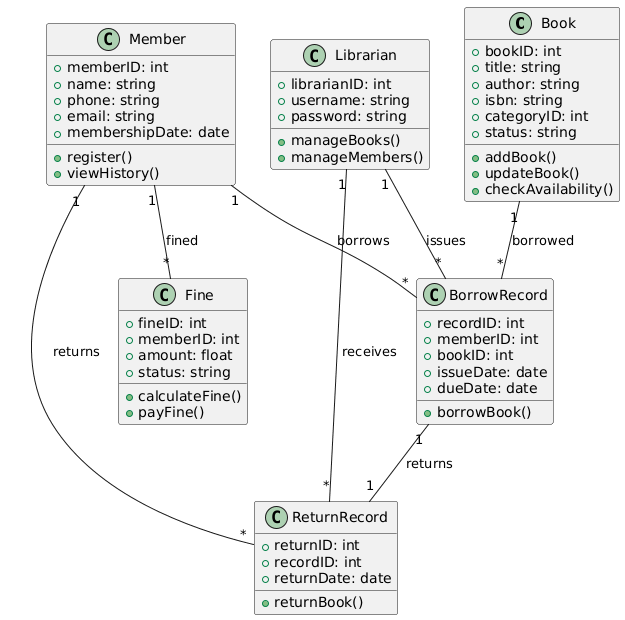 C Member
memberID: int
name: string
phone: string
email: string
membershipDate: date
register()
viewHistory()
C Librarian
librarianID: int
username: string
password: string
manageBooks()
manageMembers()
C Book
bookID: int
title: string
author: string
isbn: string
categoryID: int
status: string
addBook()
updateBook()
checkAvailability()
1
1
1
1
1
1
fined
borrows
issues
borrowed
*
*
*
*
C Fine
fineID: int
memberID: int
amount: float
status: string
calculateFine()
payFine()
C BorrowRecord
recordID: int
memberID: int
bookID: int
issueDate: date
dueDate: date
borrowBook()
returns
receives
1
returns
*
1
*
C ReturnRecord
returnID: int
recordID: int
returnDate: date
returnBook()